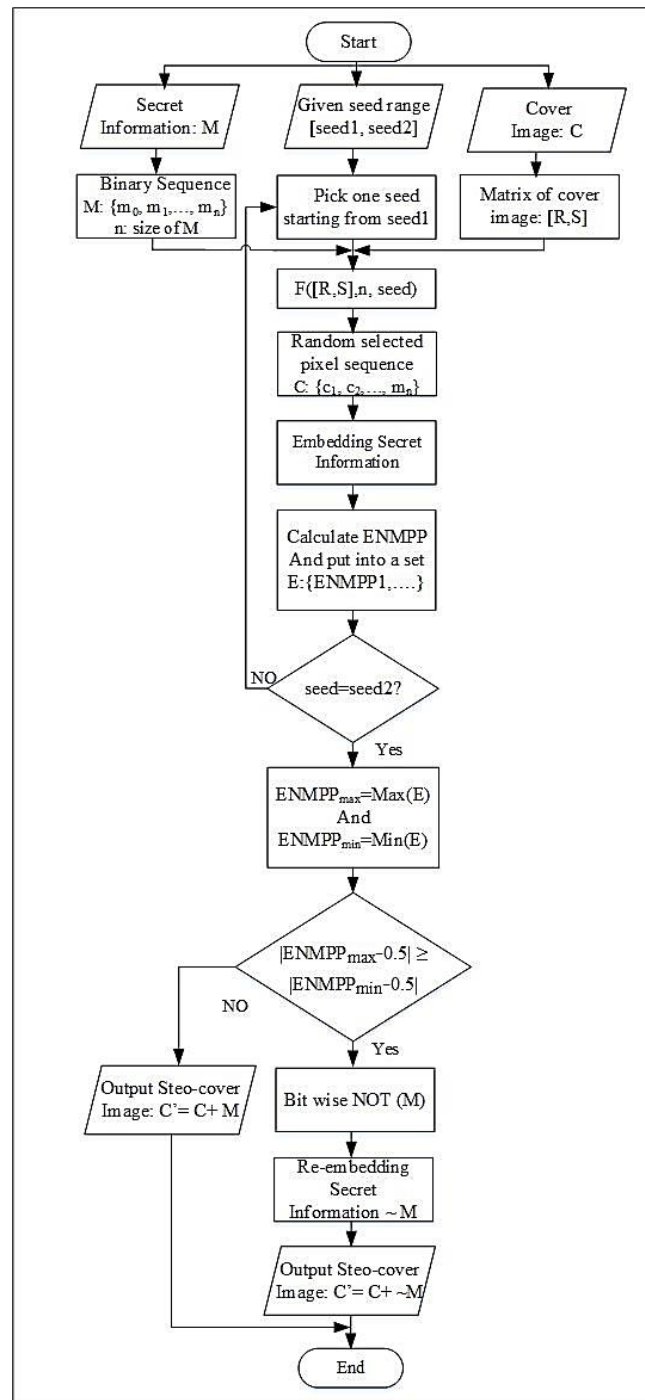 Start
Secret
Information: M
Given seed range
[seed1, seed2]
Cover
Image: C
Binary Sequence
M: {m₀, m₁,..., mₙ}
n: size of M
Pick one seed
starting from seed1
Matrix of cover
image: [R,S]
F([R,S],n, seed)
Random selected
pixel sequence
C: {c₁, c₂,..., mₙ}
Embedding Secret
Information
Calculate ENMPP
And put into a set
E:{ENMPP1,....}
NO
seed=seed2?
Yes
ENMPPmax=Max(E)
And
ENMPPmin=Min(E)
|ENMPPmax-0.5| ≥
|ENMPPmin-0.5|
NO
Yes
Output Steo-cover
Image: C'= C+ M
Bit wise NOT (M)
Re-embedding
Secret
Information ~ M
Output Steo-cover
Image: C'= C+ ~M
End